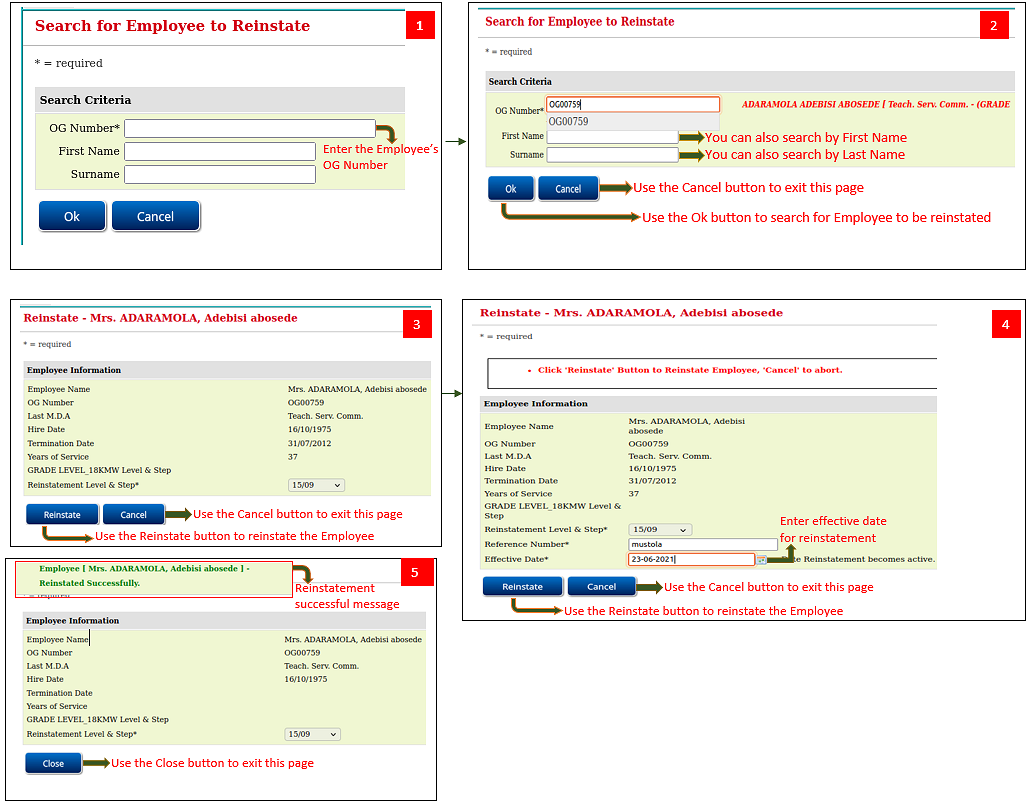 Search for Employee to Reinstate
1
* = required
Search Criteria
OG Number*
First Name
Surname
Enter the Employee's
OG Number
Ok Cancel
Search for Employee to Reinstate
2
* = required
Search Criteria
OG Number* OG00759 ADARAMOLA ADEBISI ABOSEDE [ Teach. Serv. Comm. - (GRADE
OG00759
First Name You can also search by First Name
Surname You can also search by Last Name
Ok Cancel Use the Cancel button to exit this page
Use the Ok button to search for Employee to be reinstated
Reinstate - Mrs. ADARAMOLA, Adebisi abosede
3
* = required
Employee Information
Employee Name Mrs. ADARAMOLA, Adebisi abosede
OG Number OG00759
Last M.D.A Teach. Serv. Comm.
Hire Date 16/10/1975
Termination Date 31/07/2012
Years of Service 37
GRADE LEVEL_18KMW Level & Step
Reinstatement Level & Step* 15/09
Reinstate Cancel Use the Cancel button to exit this page
Use the Reinstate button to reinstate the Employee
Reinstate - Mrs. ADARAMOLA, Adebisi abosede
4
* = required
• Click 'Reinstate' Button to Reinstate Employee, 'Cancel' to abort.
Employee Information
Employee Name Mrs. ADARAMOLA, Adebisi
abosede
OG Number OG00759
Last M.D.A Teach. Serv. Comm.
Hire Date 16/10/1975
Termination Date 31/07/2012
Years of Service 37
GRADE LEVEL_18KMW Level &
Step
Reinstatement Level & Step* 15/09
Reference Number* mustola
Effective Date* 23-06-2021 Reinstatement becomes active.
Enter effective date
for reinstatement
Reinstate Cancel Use the Cancel button to exit this page
Use the Reinstate button to reinstate the Employee
Employee [ Mrs. ADARAMOLA, Adebisi abosede ] -
Reinstated Successfully.
5
Reinstatement
successful message
* = required
Employee Information
Employee Name Mrs. ADARAMOLA, Adebisi abosede
OG Number OG00759
Last M.D.A Teach. Serv. Comm.
Hire Date 16/10/1975
Termination Date
Years of Service
GRADE LEVEL_18KMW Level & Step
Reinstatement Level & Step* 15/09
Close Use the Close button to exit this page